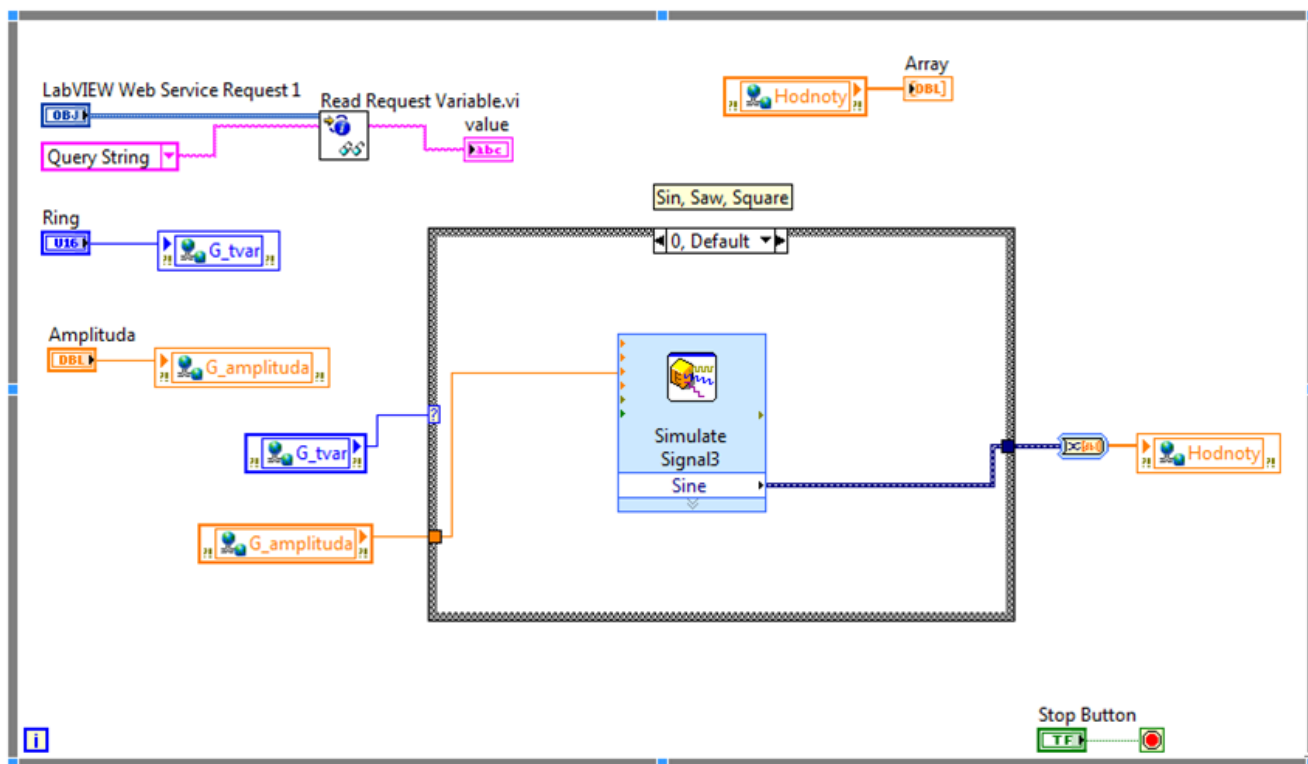 Array
Hodnoty
[DBL]
LabVIEW Web Service Request 1
OBJ
Read Request Variable.vi
value
abc
Query String
Sin, Saw, Square
Ring
U16
G_tvar
0, Default
Amplituda
DBL
G_amplituda
?
G_tvar
Simulate
Signal3
Sine
Hodnoty
G_amplituda
Stop Button
TF
i